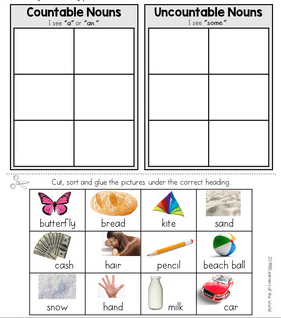 Countable Nouns
I see "a" or "an."
Uncountable Nouns
I see "some."
Cut, sort and glue the pictures under the correct heading.
butterfly
bread
kite
sand
cash
hair
pencil
beach ball
snow
hand
milk
car